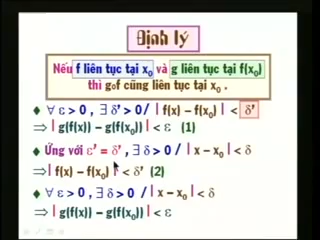 Định lý
Nếu f liên tục tại x₀ và g liên tục tại f(x₀)
thì g∘f cũng liên tục tại x₀ .
♦ ∀ ε > 0 , ∃ δ' > 0 / | f(x) – f(x₀) | < δ'
⇒ | g(f(x)) – g(f(x₀)) | < ε (1)
♦ Ứng với ε' = δ' , ∃ δ > 0 / | x – x₀ | < δ
⇒ | f(x) – f(x₀) | < δ' (2)
♦ ∀ ε > 0 , ∃ δ > 0 / | x – x₀ | < δ
⇒ | g(f(x)) – g(f(x₀)) | < ε